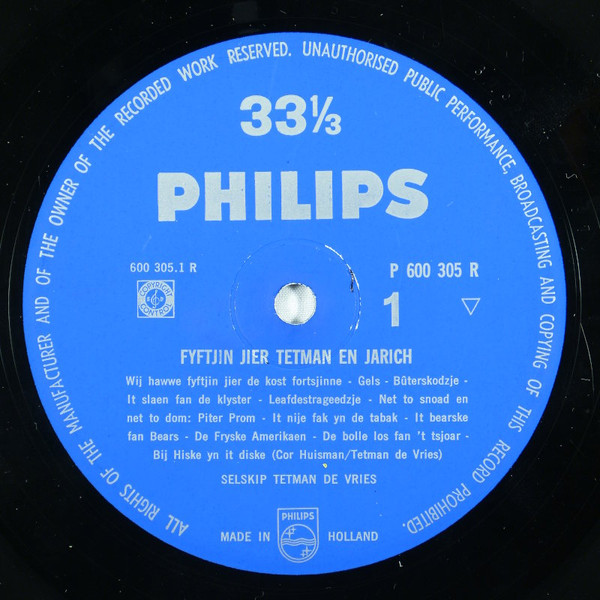 ALL RIGHTS OF THE MANUFACTURER AND OF THE OWNER OF THE RECORDED WORK RESERVED. UNAUTHORISED PUBLIC PERFORMANCE, BROADCASTING AND COPYING OF THIS RECORD PROHIBITED.
33⅓
PHILIPS
600 305.1 R
P 600 305 R
COPYRIGHT
CONTROL
1
FYFTJIN JIER TETMAN EN JARICH
Wij hawwe fyftjin jier de kost fortsjinne - Gels - Bûterskodzje -
It slaen fan de klyster - Leafdestrageedzje - Net to snoad en
net to dom: Piter Prom - It nije fak yn de tabak - It bearske
fan Bears - De Fryske Amerikaen - De bolle los fan 't tsjoar -
Bij Hiske yn it diske (Cor Huisman/Tetman de Vries)
SELSKIP TETMAN DE VRIES
PHILIPS
MADE IN HOLLAND